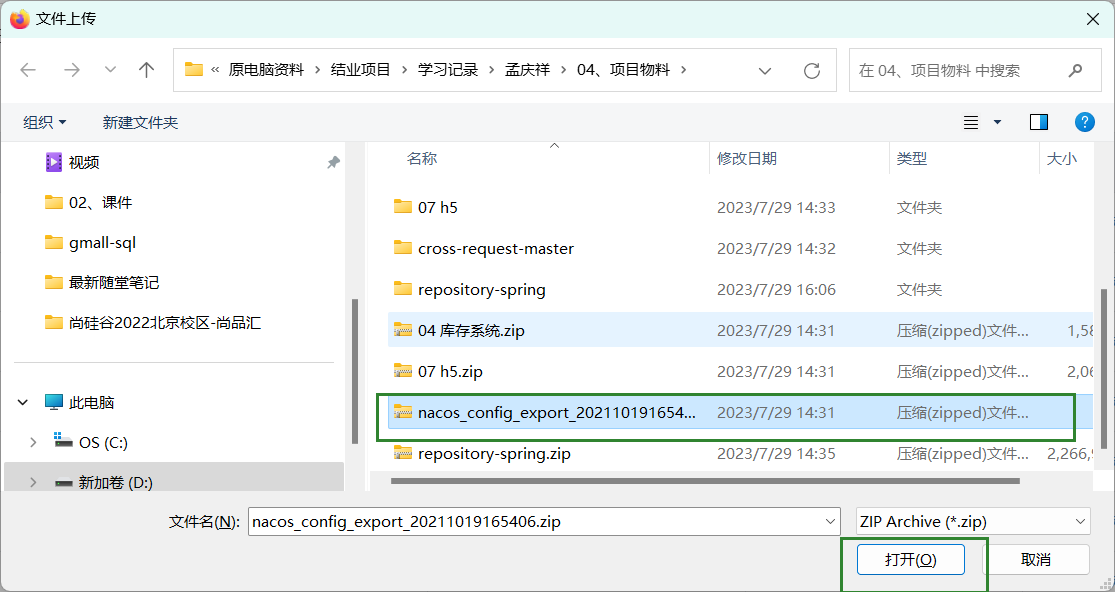 文件上传
« 原电脑资料 › 结业项目 › 学习记录 › 孟庆祥 › 04、项目物料 ›
在 04、项目物料 中搜索
组织 新建文件夹
视频
02、课件
gmall-sql
最新随堂笔记
尚硅谷2022北京校区-尚品汇
此电脑
OS (C:)
新加卷 (D:)
名称 修改日期 类型 大小
07 h5 2023/7/29 14:33 文件夹
cross-request-master 2023/7/29 14:32 文件夹
repository-spring 2023/7/29 16:06 文件夹
04 库存系统.zip 2023/7/29 14:31 压缩(zipped)文件... 1,58
07 h5.zip 2023/7/29 14:31 压缩(zipped)文件... 2,06
nacos_config_export_202110191654... 2023/7/29 14:31 压缩(zipped)文件...
repository-spring.zip 2023/7/29 14:35 压缩(zipped)文件... 2,266,
文件名(N): nacos_config_export_20211019165406.zip ZIP Archive (*.zip)
打开(O) 取消